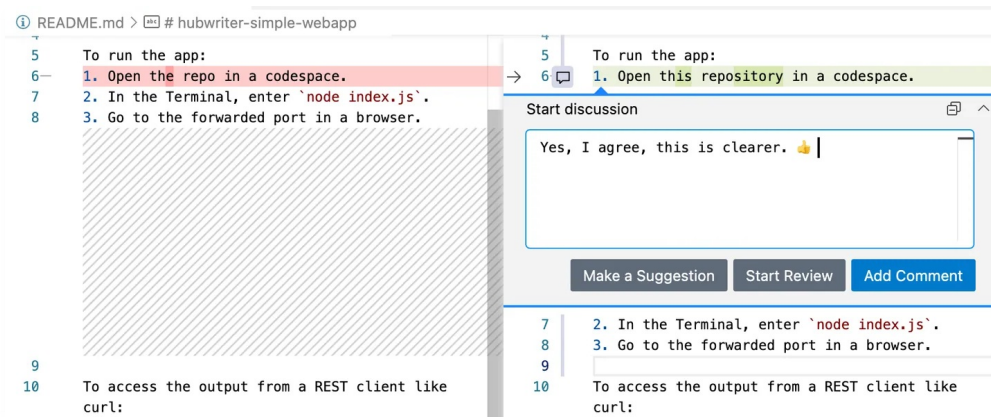 README.md > # hubwriter-simple-webapp
5 To run the app:
6— 1. Open the repo in a codespace.
7 2. In the Terminal, enter `node index.js`.
8 3. Go to the forwarded port in a browser.
9
10 To access the output from a REST client like
curl:
5 To run the app:
→ 6 1. Open this repository in a codespace.
Start discussion
Yes, I agree, this is clearer. 👍
Make a Suggestion Start Review Add Comment
7 2. In the Terminal, enter `node index.js`.
8 3. Go to the forwarded port in a browser.
9
10 To access the output from a REST client like
curl: